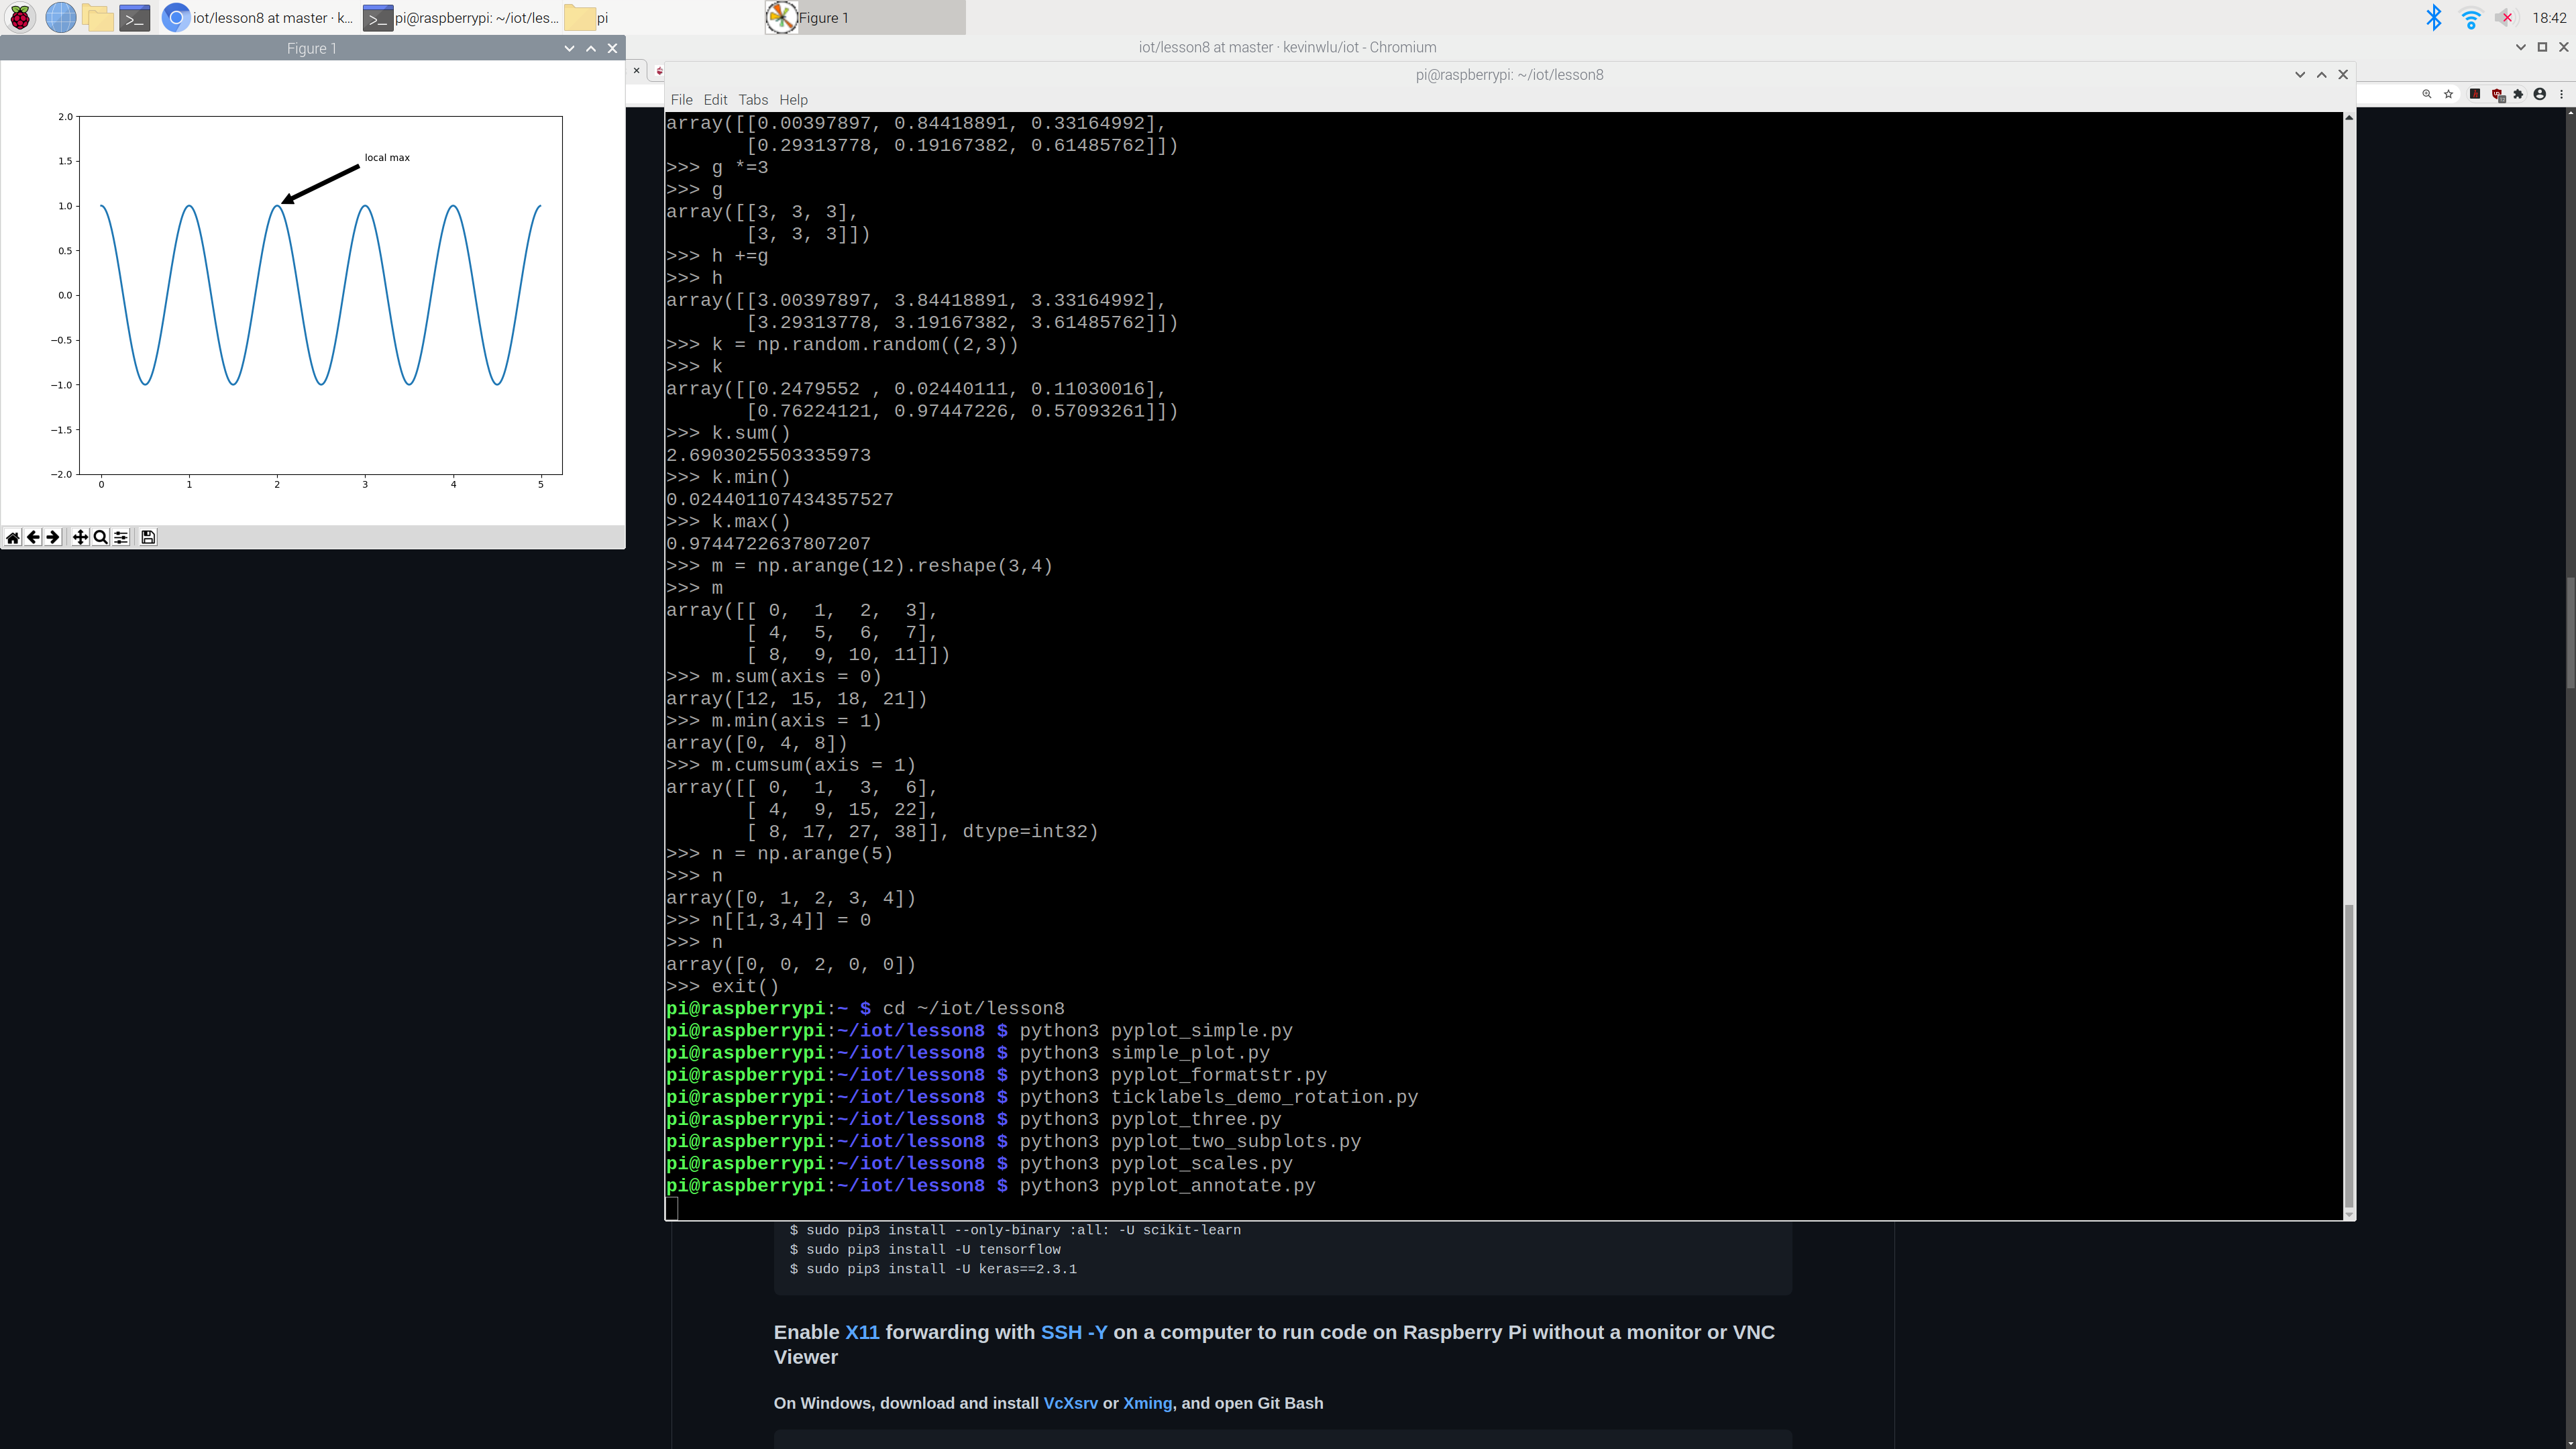 iot/lesson8 at master · k...
pi@raspberrypi: ~/iot/les...
pi
Figure 1
18:42
Figure 1
iot/lesson8 at master · kevinwlu/iot - Chromium
pi@raspberrypi: ~/iot/lesson8
File Edit Tabs Help
2.0
1.5
1.0
0.5
0.0
−0.5
−1.0
−1.5
−2.0
local max
0 1 2 3 4 5
array([[0.00397897, 0.84418891, 0.33164992],
       [0.29313778, 0.19167382, 0.61485762]])
>>> g *=3
>>> g
array([[3, 3, 3],
       [3, 3, 3]])
>>> h +=g
>>> h
array([[3.00397897, 3.84418891, 3.33164992],
       [3.29313778, 3.19167382, 3.61485762]])
>>> k = np.random.random((2,3))
>>> k
array([[0.2479552 , 0.02440111, 0.11030016],
       [0.76224121, 0.97447226, 0.57093261]])
>>> k.sum()
2.6903025503335973
>>> k.min()
0.024401107434357527
>>> k.max()
0.9744722637807207
>>> m = np.arange(12).reshape(3,4)
>>> m
array([[ 0,  1,  2,  3],
       [ 4,  5,  6,  7],
       [ 8,  9, 10, 11]])
>>> m.sum(axis = 0)
array([12, 15, 18, 21])
>>> m.min(axis = 1)
array([0, 4, 8])
>>> m.cumsum(axis = 1)
array([[ 0,  1,  3,  6],
       [ 4,  9, 15, 22],
       [ 8, 17, 27, 38]], dtype=int32)
>>> n = np.arange(5)
>>> n
array([0, 1, 2, 3, 4])
>>> n[[1,3,4]] = 0
>>> n
array([0, 0, 2, 0, 0])
>>> exit()
pi@raspberrypi:~ $ cd ~/iot/lesson8
pi@raspberrypi:~/iot/lesson8 $ python3 pyplot_simple.py
pi@raspberrypi:~/iot/lesson8 $ python3 simple_plot.py
pi@raspberrypi:~/iot/lesson8 $ python3 pyplot_formatstr.py
pi@raspberrypi:~/iot/lesson8 $ python3 ticklabels_demo_rotation.py
pi@raspberrypi:~/iot/lesson8 $ python3 pyplot_three.py
pi@raspberrypi:~/iot/lesson8 $ python3 pyplot_two_subplots.py
pi@raspberrypi:~/iot/lesson8 $ python3 pyplot_scales.py
pi@raspberrypi:~/iot/lesson8 $ python3 pyplot_annotate.py
$ sudo pip3 install --only-binary :all: -U scikit-learn
$ sudo pip3 install -U tensorflow
$ sudo pip3 install -U keras==2.3.1
Enable X11 forwarding with SSH -Y on a computer to run code on Raspberry Pi without a monitor or VNC
Viewer
On Windows, download and install VcXsrv or Xming, and open Git Bash